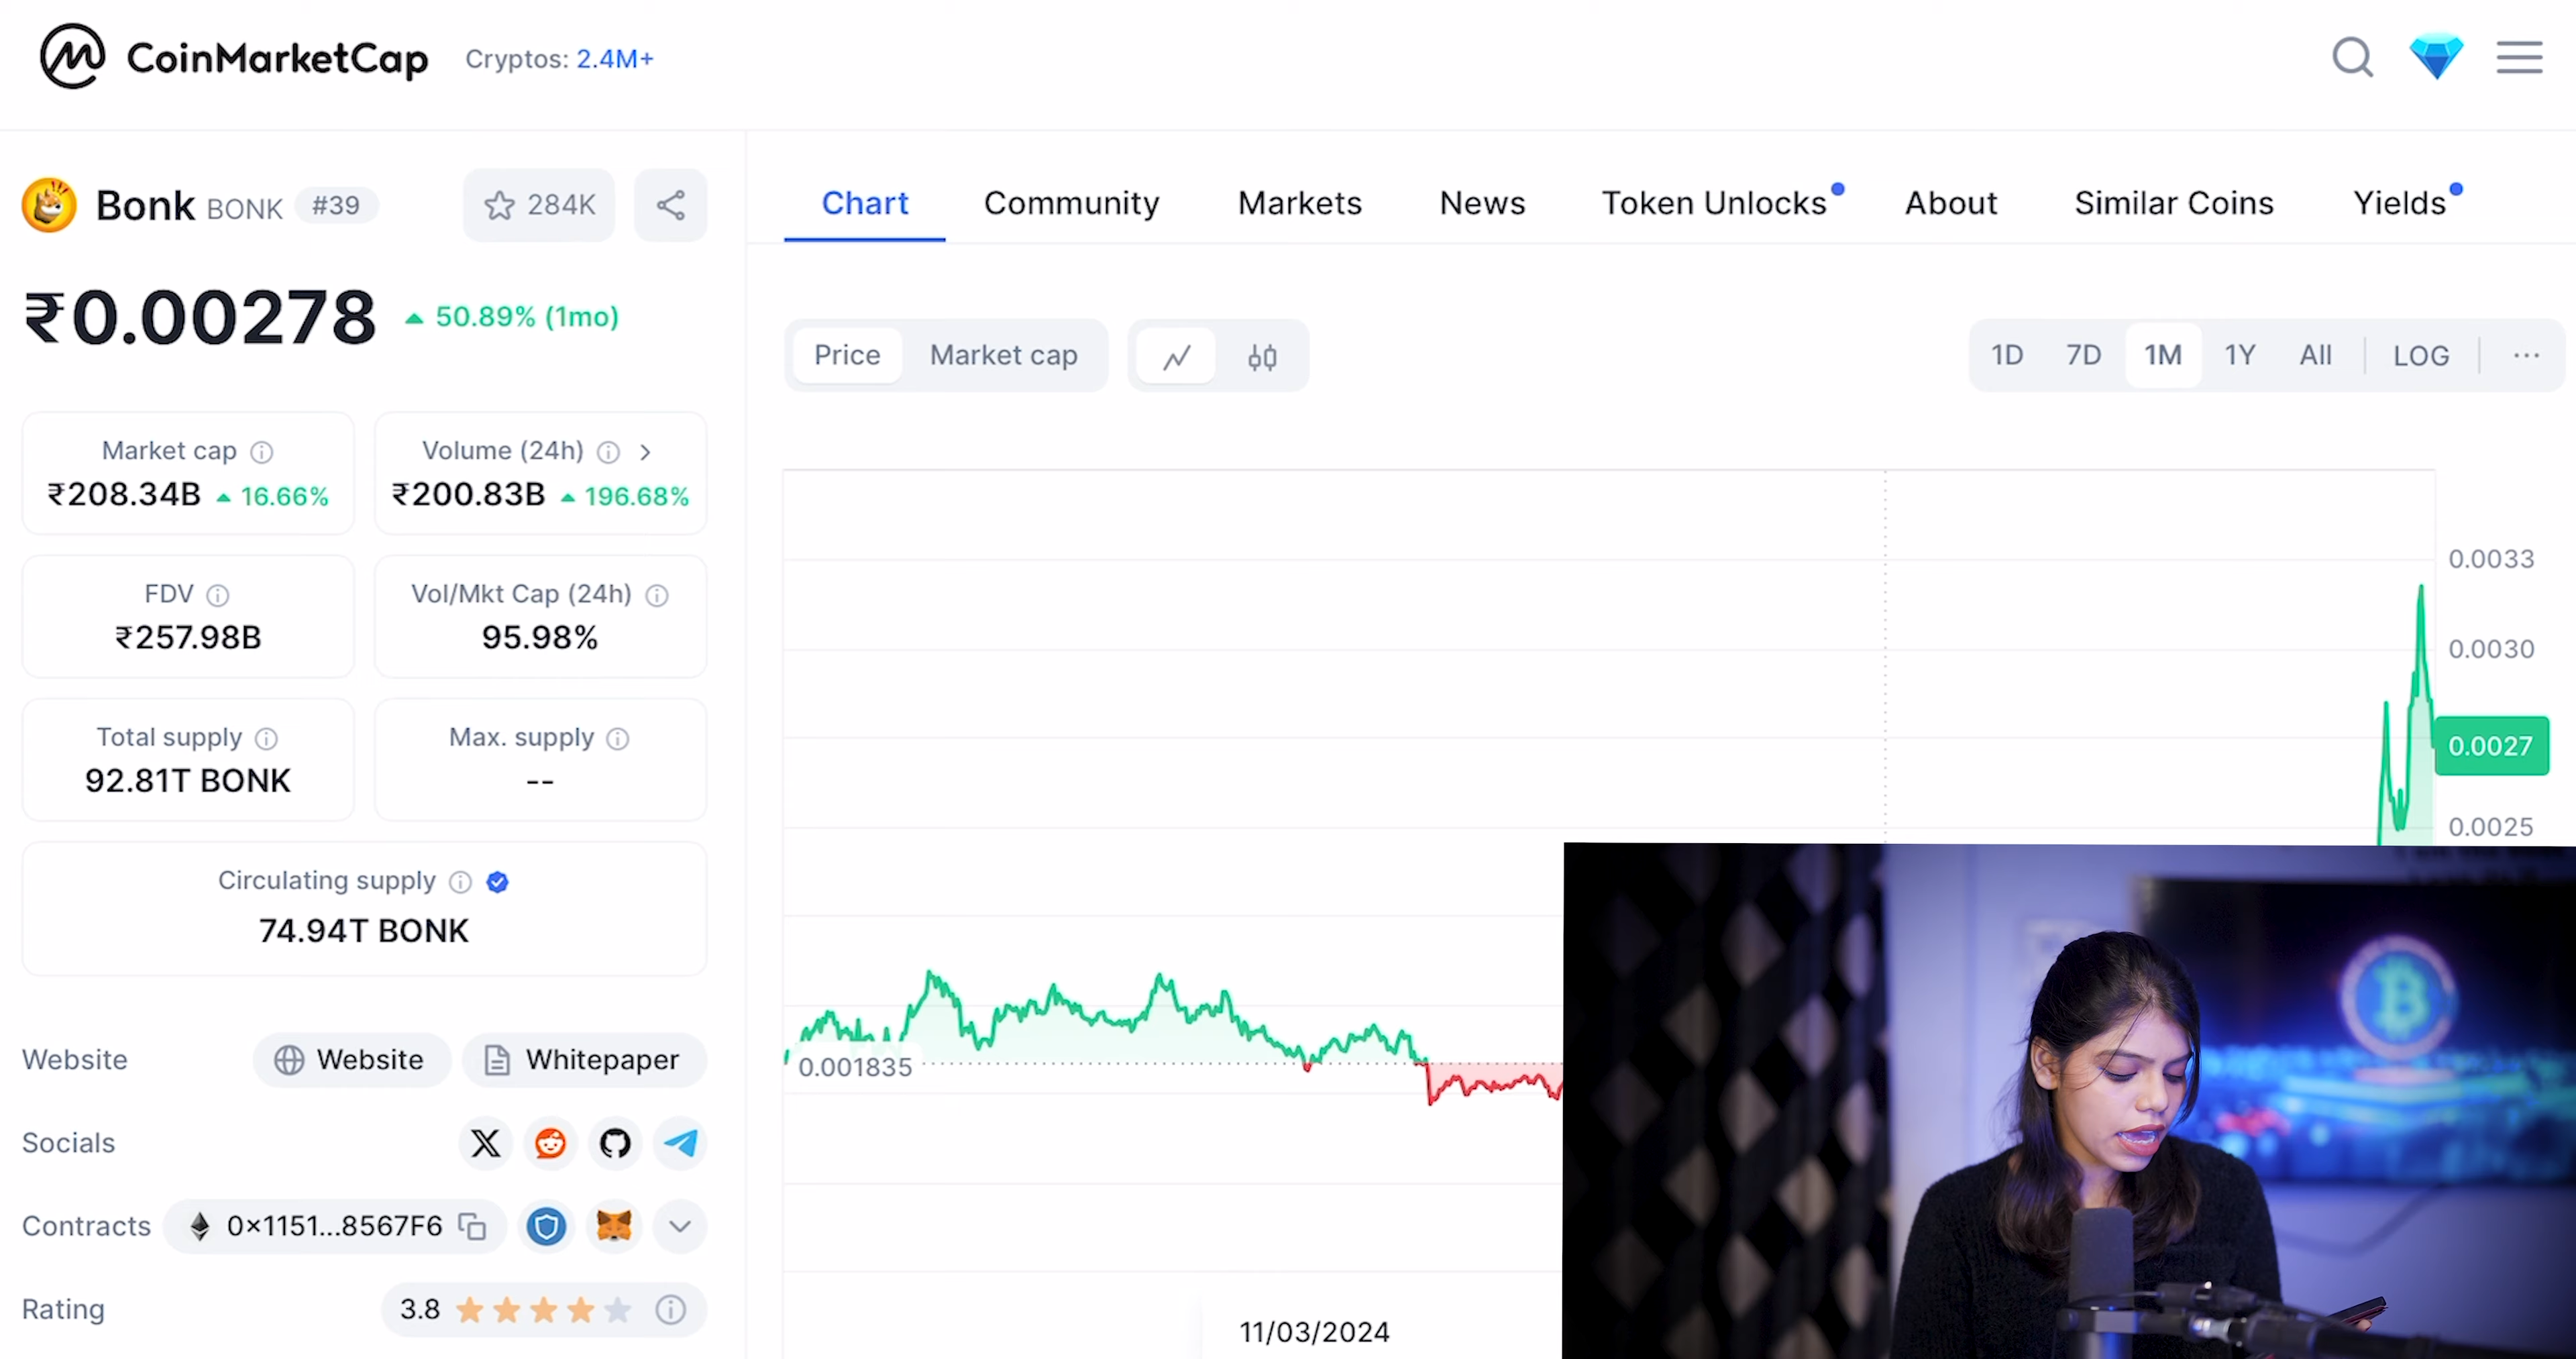 CoinMarketCap Cryptos: 2.4M+
Bonk BONK #39 284K
₹0.00278 50.89% (1mo)
Market cap
₹208.34B 16.66%
Volume (24h)
₹200.83B 196.68%
FDV
₹257.98B
Vol/Mkt Cap (24h)
95.98%
Total supply
92.81T BONK
Max. supply
--
Circulating supply
74.94T BONK
Website Website Whitepaper
Socials
Contracts 0×1151...8567F6
Rating 3.8
Chart Community Markets News Token Unlocks About Similar Coins Yields
Price Market cap 1D 7D 1M 1Y All LOG ...
0.0033
0.0030
0.0027
0.0025
0.001835
11/03/2024